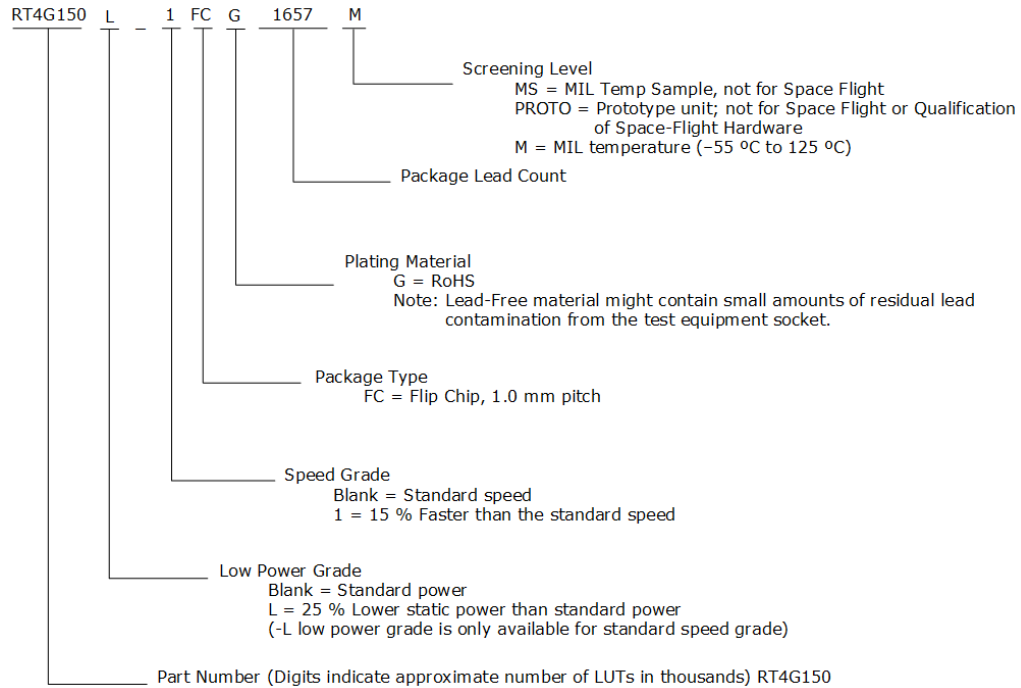 RT4G150 L _ 1 FC G 1657 M
Screening Level
MS = MIL Temp Sample, not for Space Flight
PROTO = Prototype unit; not for Space Flight or Qualification
of Space-Flight Hardware
M = MIL temperature (–55 ºC to 125 ºC)
Package Lead Count
Plating Material
G = RoHS
Note: Lead-Free material might contain small amounts of residual lead
contamination from the test equipment socket.
Package Type
FC = Flip Chip, 1.0 mm pitch
Speed Grade
Blank = Standard speed
1 = 15 % Faster than the standard speed
Low Power Grade
Blank = Standard power
L = 25 % Lower static power than standard power
(-L low power grade is only available for standard speed grade)
Part Number (Digits indicate approximate number of LUTs in thousands) RT4G150